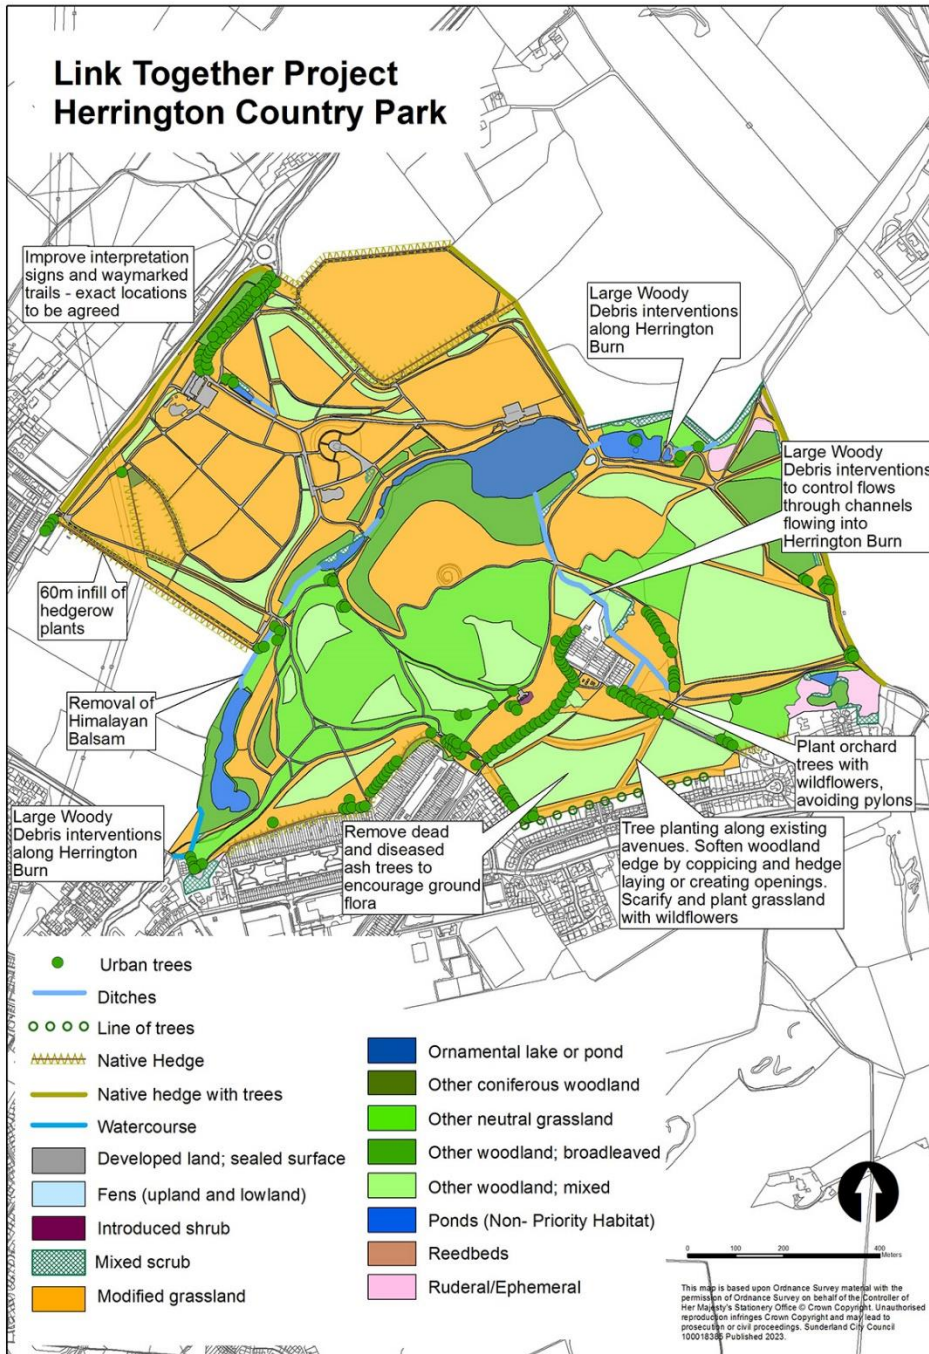 Link Together Project
Herrington Country Park
Improve interpretation
signs and waymarked
trails - exact locations
to be agreed
Large Woody
Debris interventions
along Herrington
Burn
Large Woody
Debris interventions
to control flows
through channels
flowing into
Herrington Burn
60m infill of
hedgerow
plants
Removal of
Himalayan
Balsam
Large Woody
Debris interventions
along Herrington
Burn
Remove dead
and diseased
ash trees to
encourage ground
flora
Tree planting along existing
avenues. Soften woodland
edge by coppicing and hedge
laying or creating openings.
Scarify and plant grassland
with wildflowers
Plant orchard
trees with
wildflowers,
avoiding pylons
Urban trees
Ditches
Line of trees
Native Hedge
Native hedge with trees
Watercourse
Developed land; sealed surface
Fens (upland and lowland)
Introduced shrub
Mixed scrub
Modified grassland
Ornamental lake or pond
Other coniferous woodland
Other neutral grassland
Other woodland; broadleaved
Other woodland; mixed
Ponds (Non- Priority Habitat)
Reedbeds
Ruderal/Ephemeral
0 100 200 400
Meters
This map is based upon Ordnance Survey material with the
permission of Ordnance Survey on behalf of the Controller of
Her Majesty's Stationery Office © Crown Copyright. Unauthorised
reproduction infringes Crown Copyright and may lead to
prosecution or civil proceedings. Sunderland City Council
100018385 Published 2023.